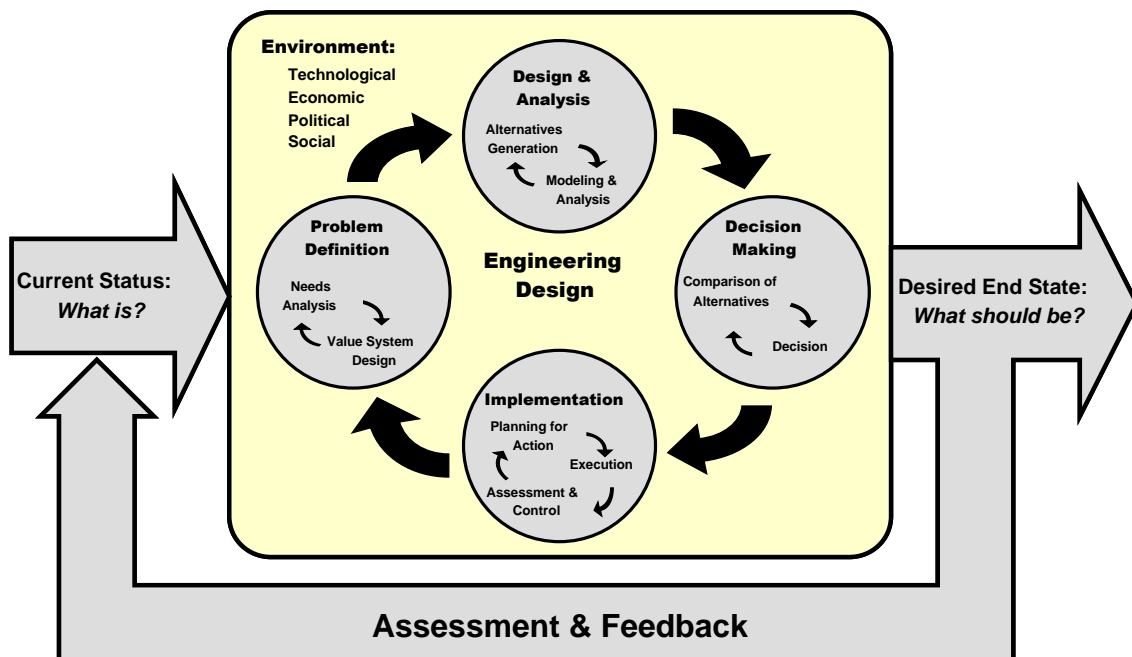 Environment:
Technological
Economic
Political
Social
Design &
Analysis
Alternatives
Generation
Modeling &
Analysis
Problem
Definition
Needs
Analysis
Value System
Design
Engineering
Design
Decision
Making
Comparison of
Alternatives
Decision
Current Status:
What is?
Desired End State:
What should be?
Implementation
Planning for
Action
Execution
Assessment &
Control
Assessment & Feedback